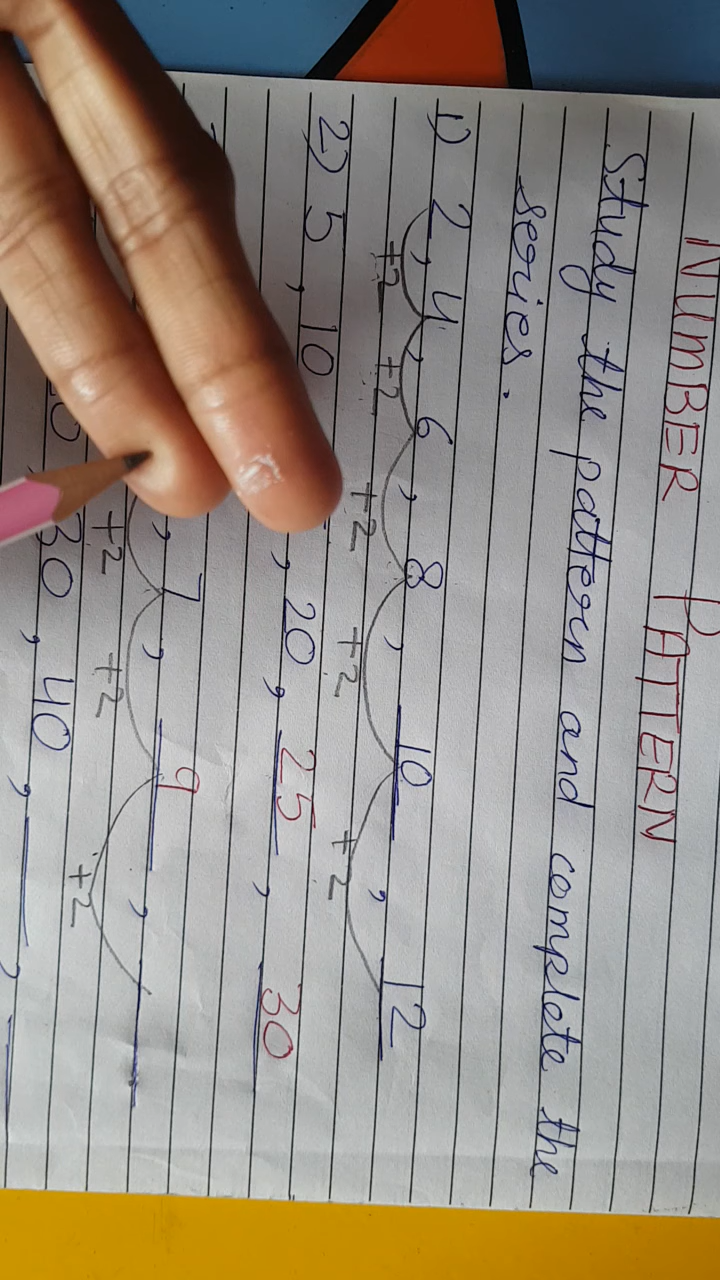 NUMBER PATTERN
Study the pattern and complete the
series.
1) 2, 4, 6, 8, 10, 12
+2 +2 +2 +2 +2
2) 5, 10 , 20, 25, 30
, 7, 9,
+2 +2 +2
, 30, 40, ,